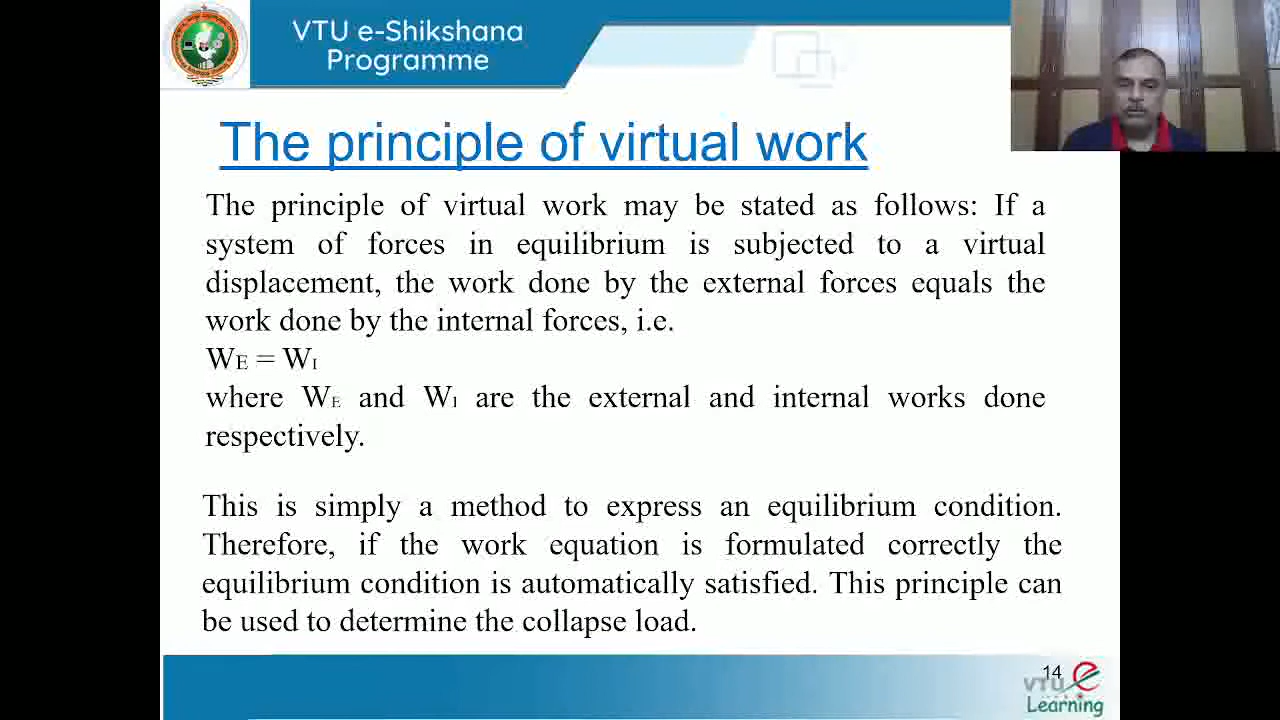 VTU e-Shikshana
Programme
The principle of virtual work
The principle of virtual work may be stated as follows: If a
system of forces in equilibrium is subjected to a virtual
displacement, the work done by the external forces equals the
work done by the internal forces, i.e.
WE = WI
where WE and WI are the external and internal works done
respectively.
This is simply a method to express an equilibrium condition.
Therefore, if the work equation is formulated correctly the
equilibrium condition is automatically satisfied. This principle can
be used to determine the collapse load.
14
VTU e
Learning